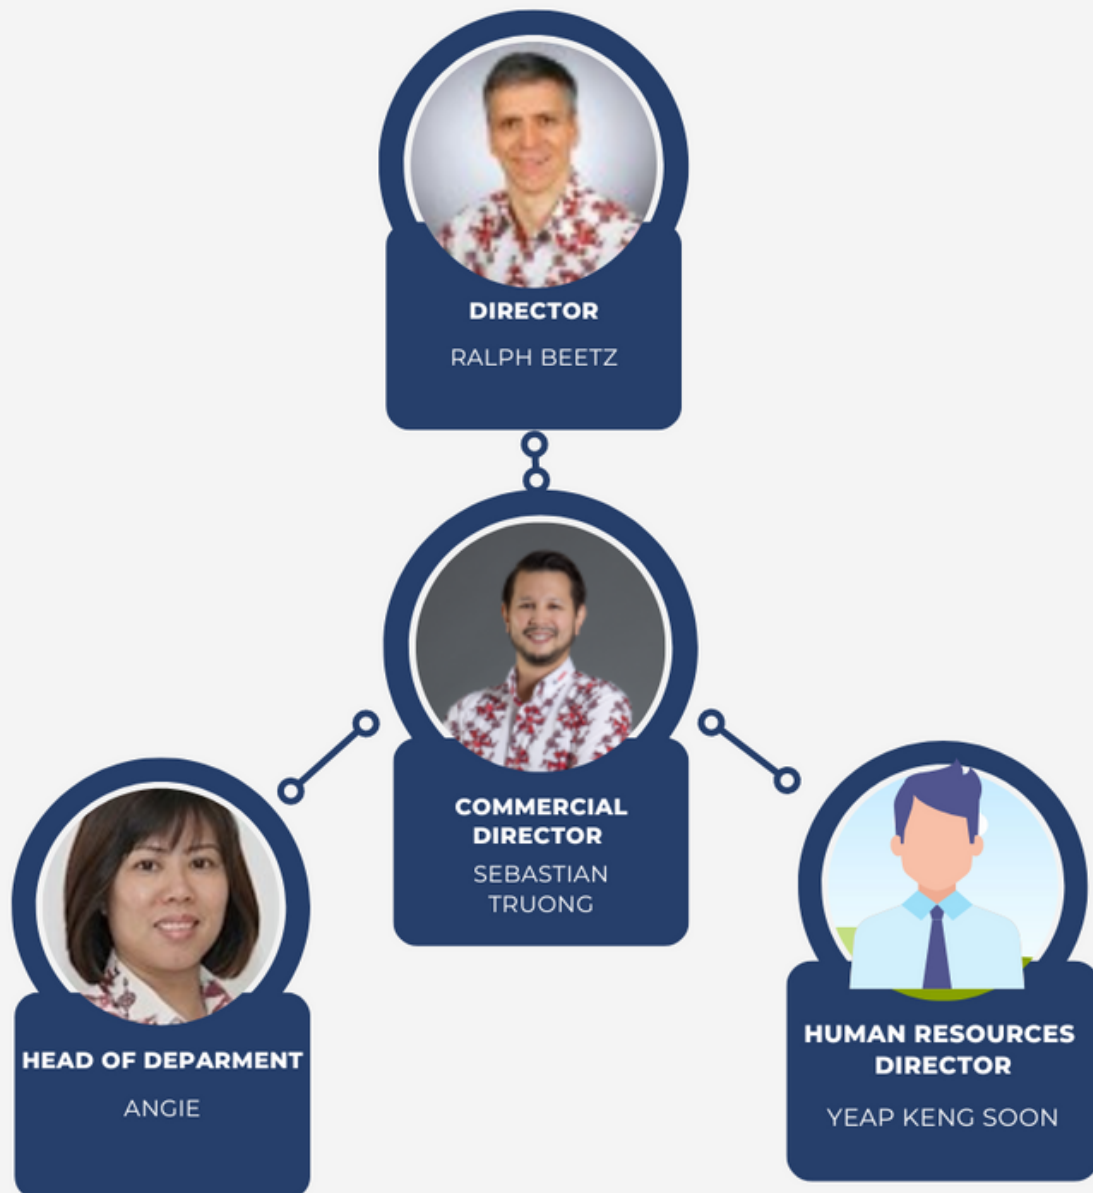 DIRECTOR
RALPH BEETZ
COMMERCIAL
DIRECTOR
SEBASTIAN
TRUONG
HEAD OF DEPARMENT
ANGIE
HUMAN RESOURCES
DIRECTOR
YEAP KENG SOON